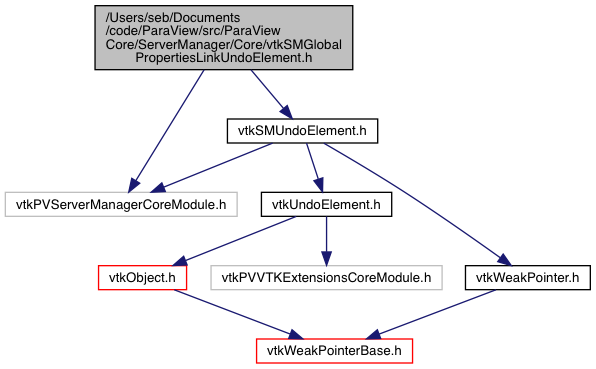 /Users/seb/Documents
/code/ParaView/src/ParaView
Core/ServerManager/Core/vtkSMGlobal
PropertiesLinkUndoElement.h
vtkSMUndoElement.h
vtkPVServerManagerCoreModule.h
vtkUndoElement.h
vtkObject.h
vtkPVVTKExtensionsCoreModule.h
vtkWeakPointer.h
vtkWeakPointerBase.h